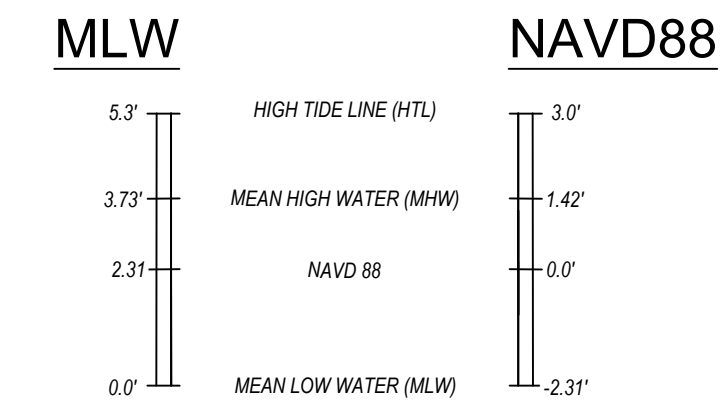 MLW NAVD88
5.3' HIGH TIDE LINE (HTL) 3.0'
3.73' MEAN HIGH WATER (MHW) 1.42'
2.31 NAVD 88 0.0'
0.0' MEAN LOW WATER (MLW) -2.31'